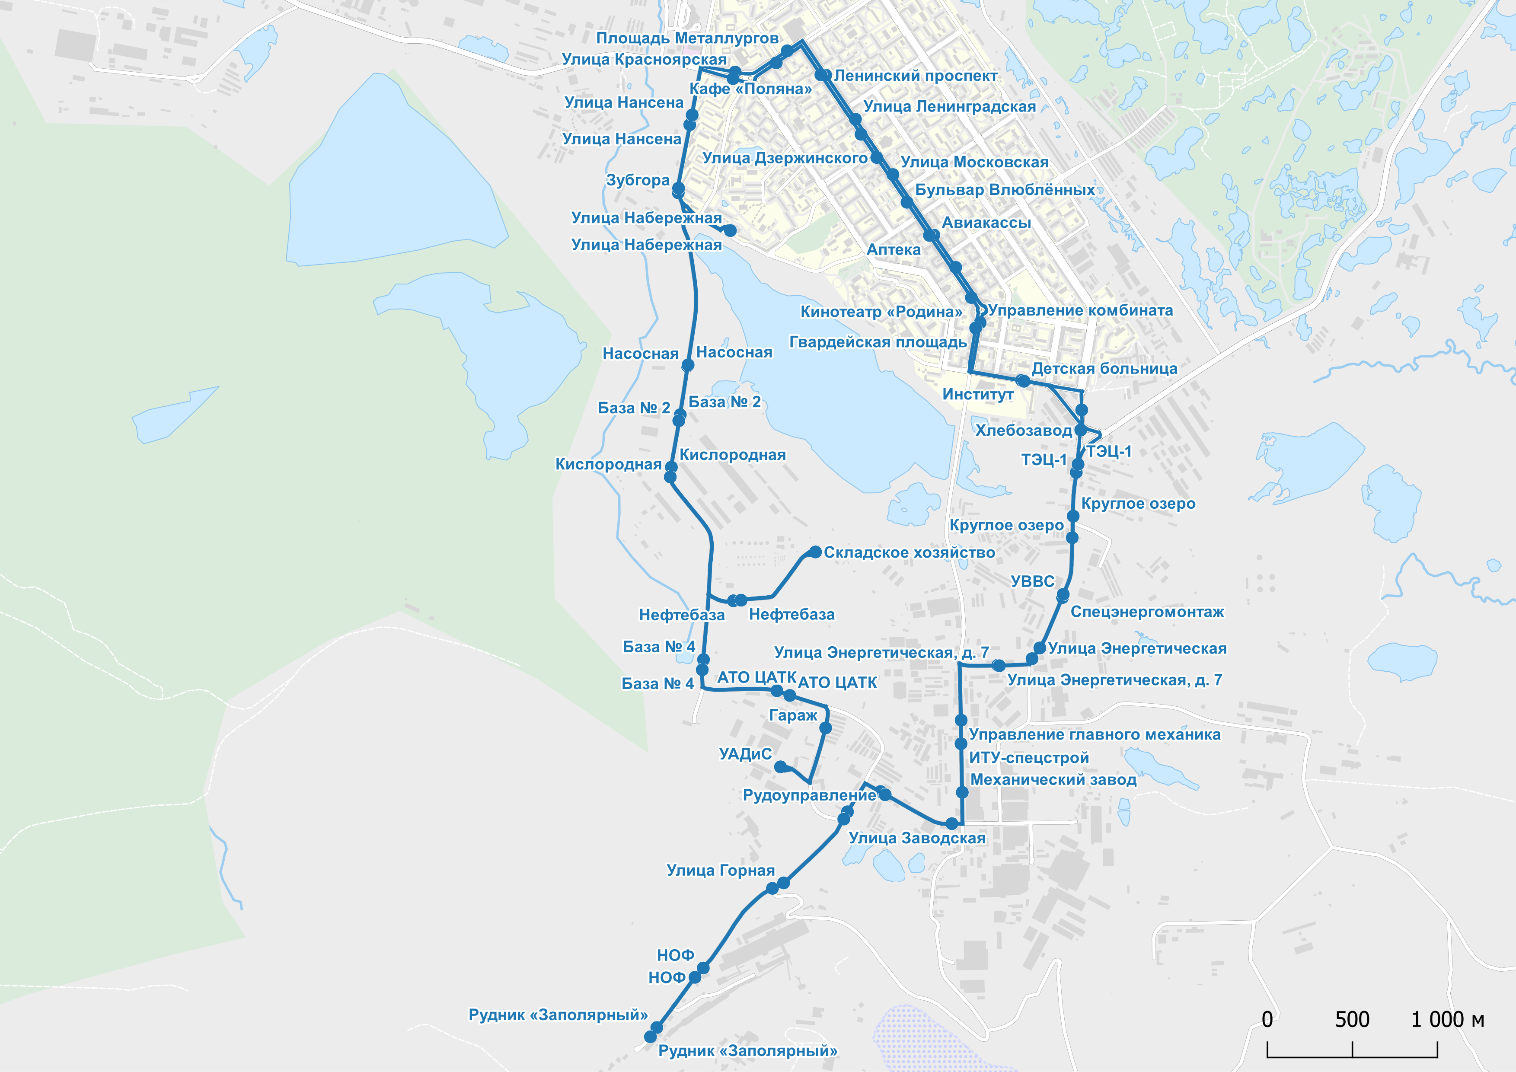 Площадь Металлургов
Улица Красноярская
Ленинский проспект
Кафе «Поляна»
Улица Нансена
Улица Ленинградская
Улица Нансена
Улица Дзержинского
Улица Московская
Зубгора
Бульвар Влюблённых
Улица Набережная
Авиакассы
Улица Набережная
Аптека
Кинотеатр «Родина»
Управление комбината
Гвардейская площадь
Насосная
Насосная
Детская больница
Институт
База № 2
База № 2
Хлебозавод
ТЭЦ-1
ТЭЦ-1
Кислородная
Кислородная
Круглое озеро
Круглое озеро
Складское хозяйство
УВВС
Нефтебаза
Нефтебаза
Спецэнергомонтаж
База № 4
Улица Энергетическая, д. 7
Улица Энергетическая
База № 4
АТО ЦАТК
АТО ЦАТК
Улица Энергетическая, д. 7
Гараж
Управление главного механика
УАДиС
ИТУ-спецстрой
Механический завод
Рудоуправление
Улица Заводская
Улица Горная
НОФ
НОФ
Рудник «Заполярный»
Рудник «Заполярный»
0 500 1 000 м